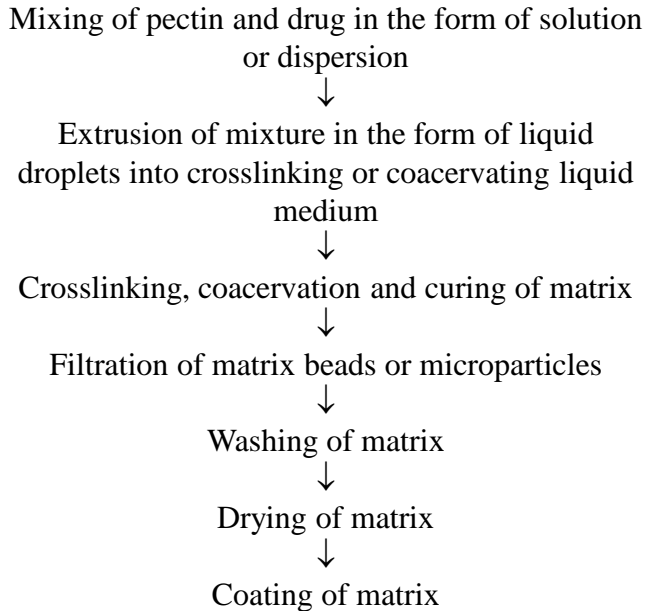 Mixing of pectin and drug in the form of solution
or dispersion
↓
Extrusion of mixture in the form of liquid
droplets into crosslinking or coacervating liquid
medium
↓
Crosslinking, coacervation and curing of matrix
↓
Filtration of matrix beads or microparticles
↓
Washing of matrix
↓
Drying of matrix
↓
Coating of matrix